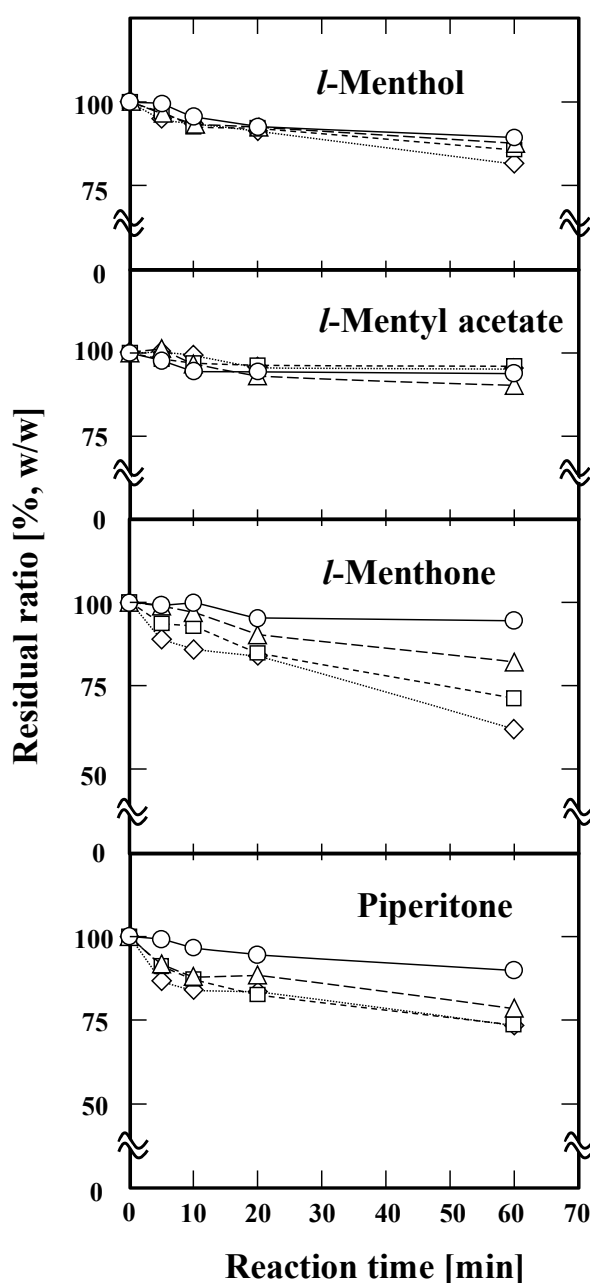 l-Menthol
100
75
0
l-Mentyl acetate
100
75
0
l-Menthone
100
75
50
0
Piperitone
100
75
50
0
0 10 20 30 40 50 60 70
Reaction time [min]
Residual ratio [%, w/w]